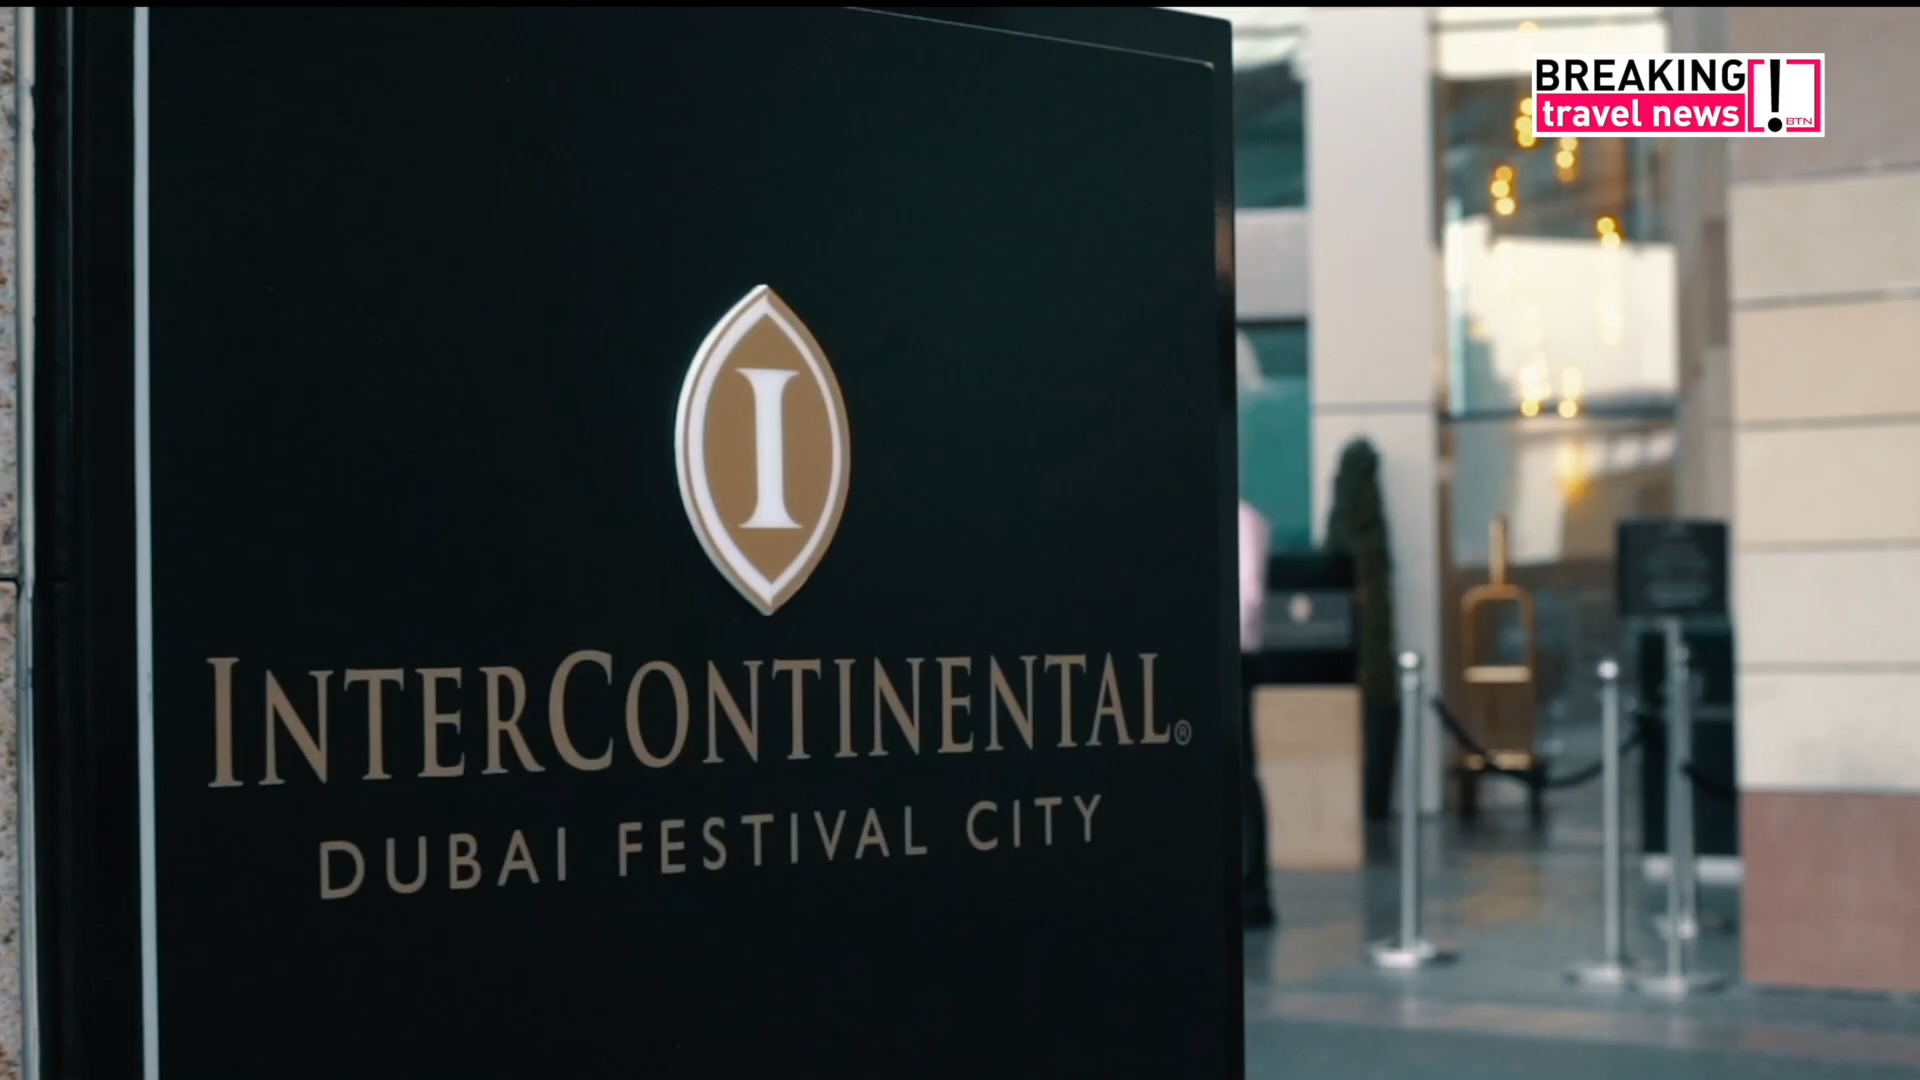 BREAKING
travel news
!
BTN
I
INTERCONTINENTAL®
DUBAI FESTIVAL CITY